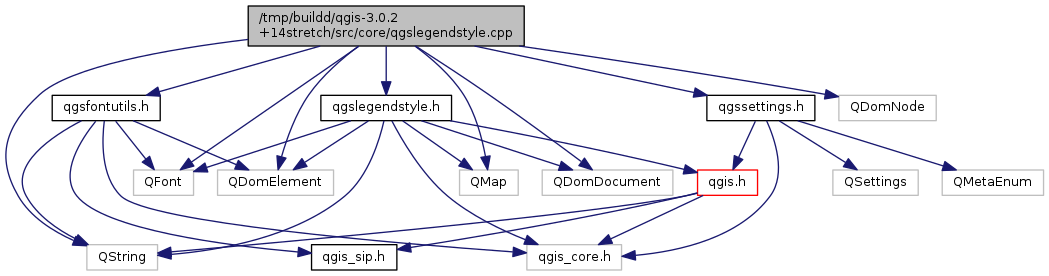 /tmp/buildd/qgis-3.0.2
+14stretch/src/core/qgslegendstyle.cpp
qgsfontutils.h
qgslegendstyle.h
qgssettings.h
QDomNode
QFont
QDomElement
QMap
QDomDocument
qgis.h
QSettings
QMetaEnum
QString
qgis_sip.h
qgis_core.h